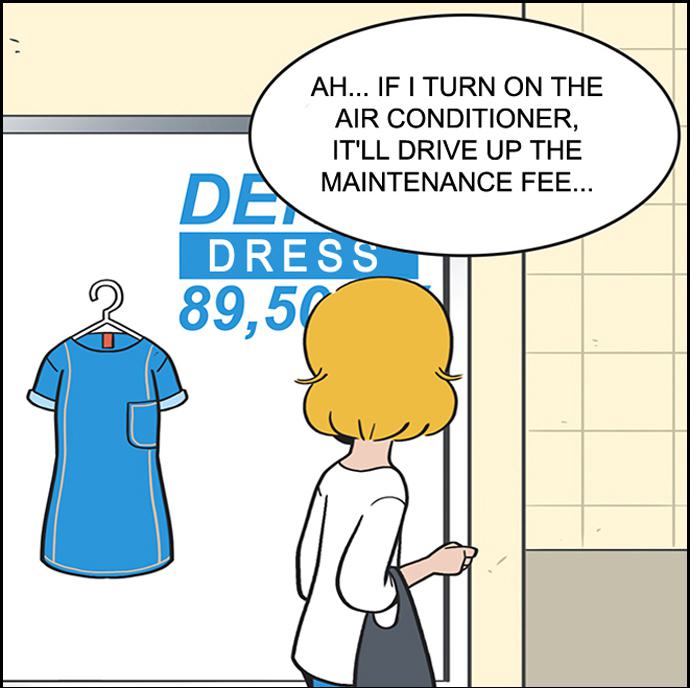 AH... IF I TURN ON THE
AIR CONDITIONER,
IT'LL DRIVE UP THE
MAINTENANCE FEE...
DRESS